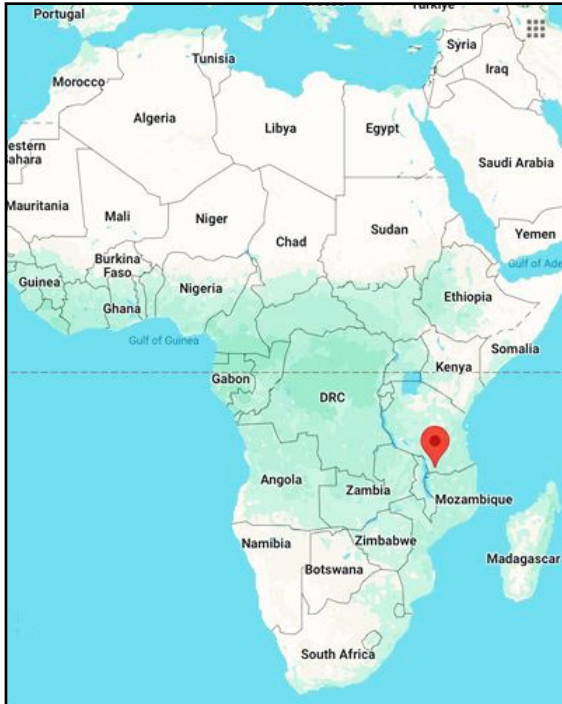 Portugal
Syria
Tunisia
Iraq
Morocco
Algeria
Libya
Egypt
estern
ahara
Saudi Arabia
Mauritania
Mali
Niger
Chad
Sudan
Yemen
Burkina
Faso
Gulf of Ade
Guinea
Nigeria
Ethiopia
Ghana
Gulf of Guinea
Somalia
Kenya
Gabon
DRC
Angola
Zambia
Mozambique
Zimbabwe
Namibia
Madagascar
Botswana
South Africa